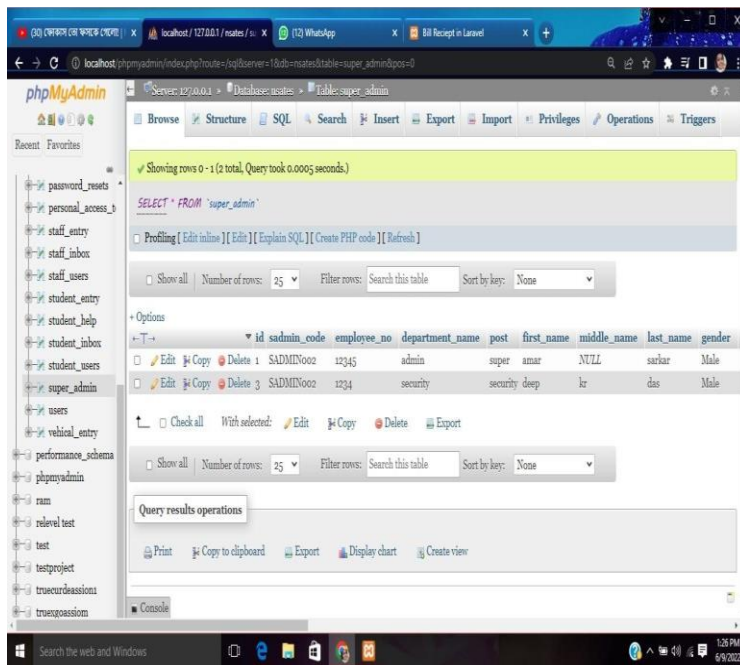 (30) ফোকাস তো ফসকে গেলো! |
localhost / 127.0.0.1 / nsates / su
(12) WhatsApp
Bill Reciept in Laravel
localhost/phpmyadmin/index.php?route=/sql&server=1&db=nsates&table=super_admin&pos=0
phpMyAdmin
Recent Favorites
password_resets
personal_access_t
staff_entry
staff_inbox
staff_users
student_entry
student_help
student_inbox
student_users
super_admin
users
vehical_entry
performance_schema
phpmyadmin
ram
relevel test
test
testproject
truecurdeassion1
truexgoassiom
Server: 127.0.0.1 » Database: nsates » Table: super_admin
Browse Structure SQL Search Insert Export Import Privileges Operations Triggers
Showing rows 0 - 1 (2 total, Query took 0.0005 seconds.)
SELECT * FROM `super_admin`
Profiling [ Edit inline ] [ Edit ] [ Explain SQL ] [ Create PHP code ] [ Refresh ]
Show all | Number of rows: 25 Filter rows: Search this table Sort by key: None
+ Options
←T→ id sadmin_code employee_no department_name post first_name middle_name last_name gender
Edit Copy Delete 1 SADMIN002 12345 admin super amar NULL sarkar Male
Edit Copy Delete 3 SADMIN002 1234 security security deep kr das Male
Check all With selected: Edit Copy Delete Export
Show all | Number of rows: 25 Filter rows: Search this table Sort by key: None
Query results operations
Print Copy to clipboard Export Display chart Create view
Console
Search the web and Windows
1:26 PM
6/9/2022